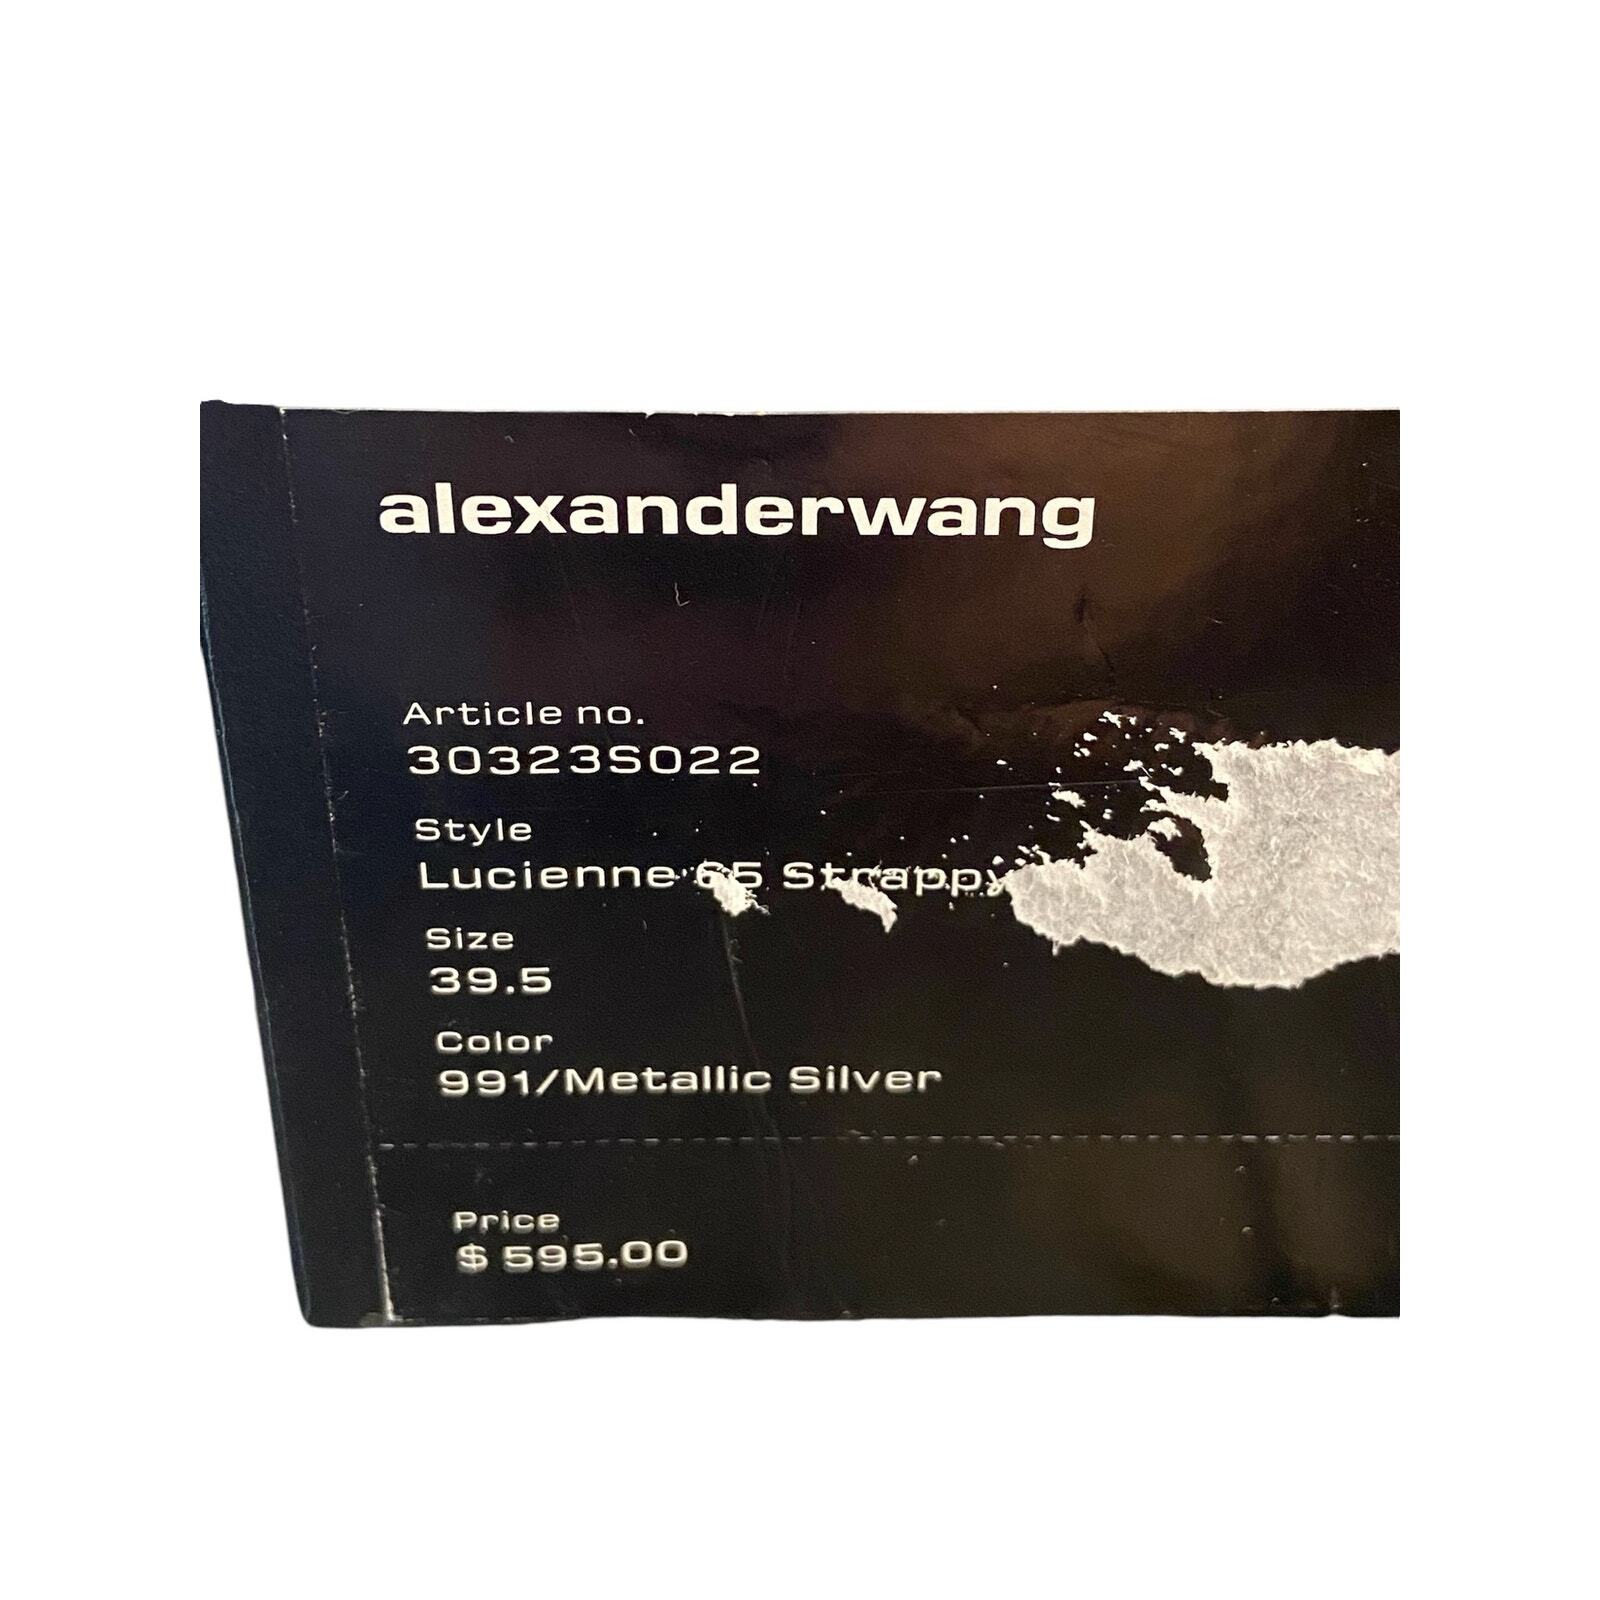 alexanderwang
Article no.
30323S022
Style
Lucienne 65 Strappy
Size
39.5
Color
991/Metallic Silver
Price
$ 595.00